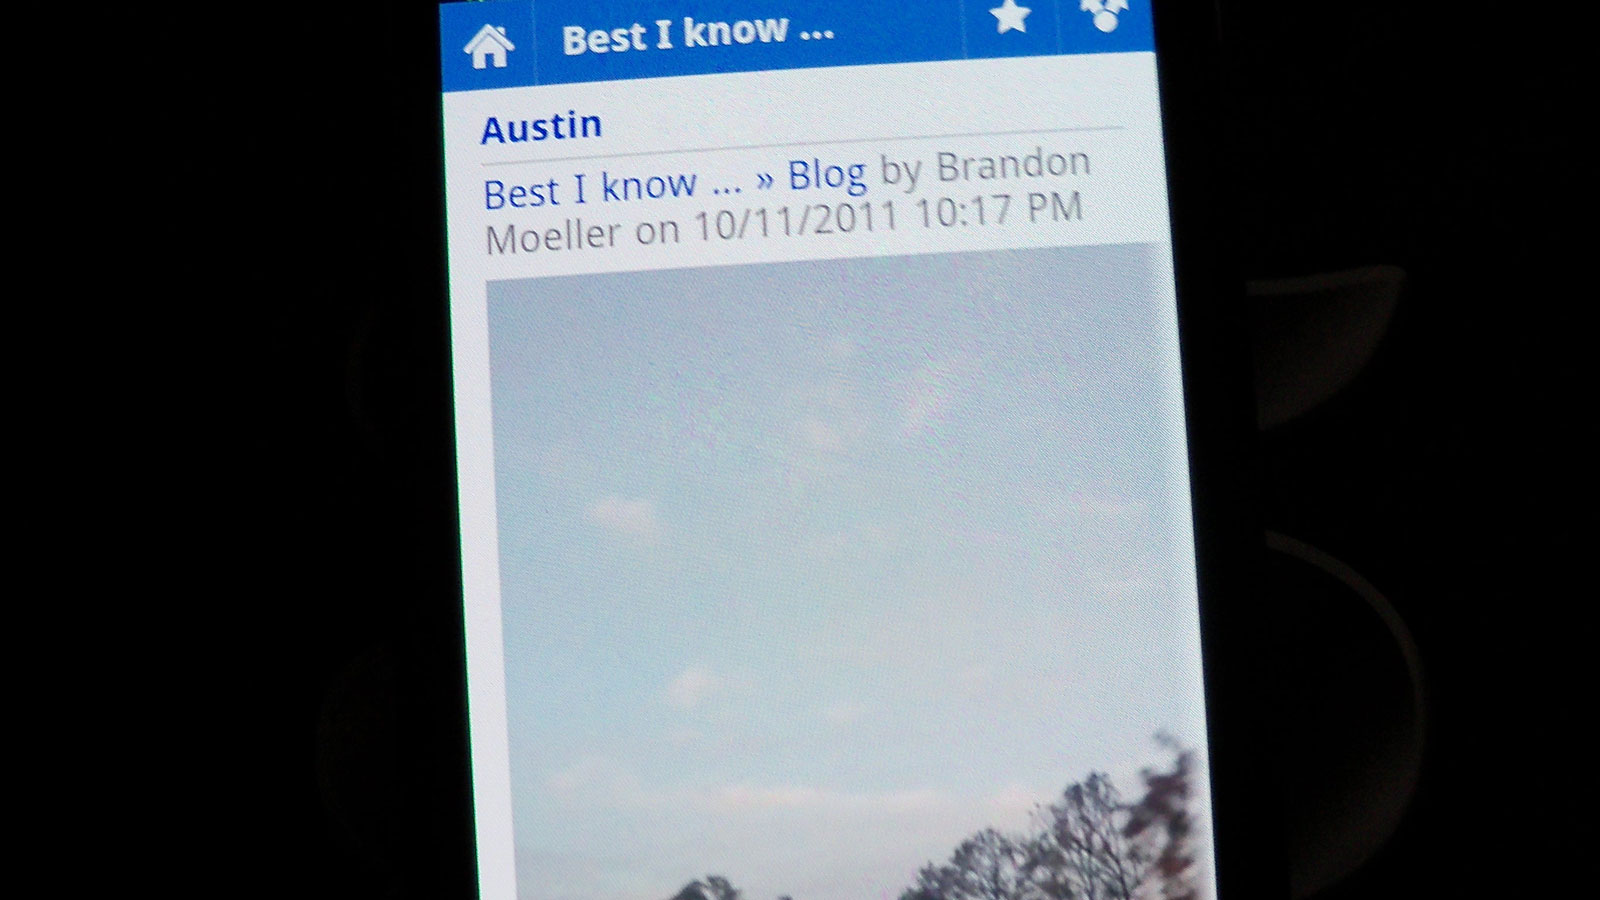 Best I know ...
Austin
Best I know ... » Blog by Brandon
Moeller on 10/11/2011 10:17 PM